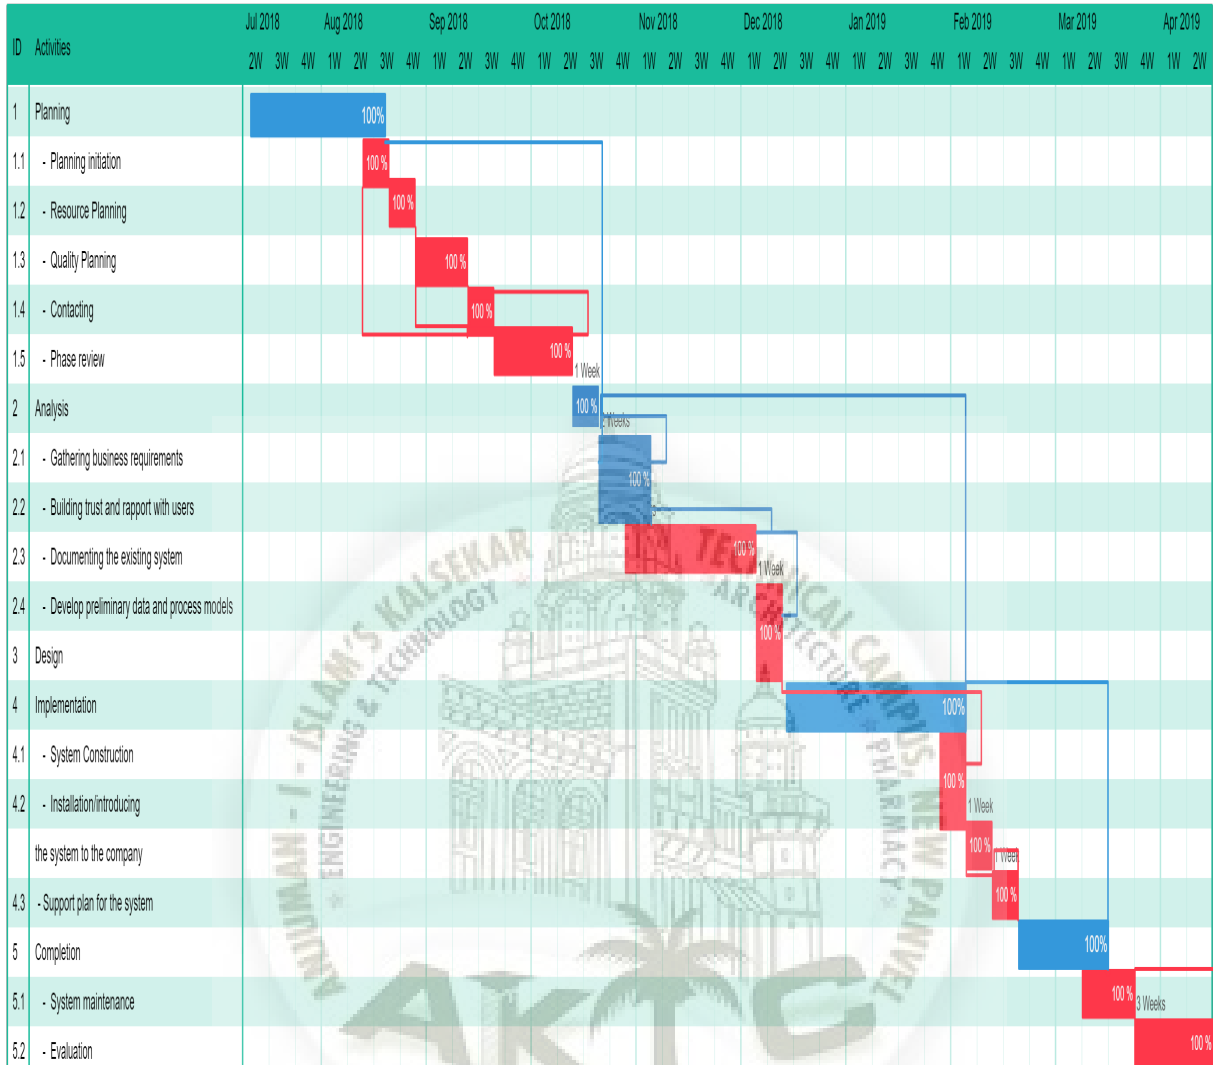 Jul 2018 Aug 2018 Sep 2018 Oct 2018 Nov 2018 Dec 2018 Jan 2019 Feb 2019 Mar 2019 Apr 2019
ID Activities
2W 3W 4W 1W 2W 3W 4W 1W 2W 3W 4W 1W 2W 3W 4W 1W 2W 3W 4W 1W 2W 3W 4W 1W 2W 3W 4W 1W 2W 3W 4W 1W 2W 3W 4W 1W 2W
1 Planning 100%
1.1 - Planning initiation 100 %
1.2 - Resource Planning 100 %
1.3 - Quality Planning 100 %
1.4 - Contacting 100 %
1.5 - Phase review 100 %
1 Week
2 Analysis 100 %
2 Weeks
2.1 - Gathering business requirements 100 %
2.2 - Building trust and rapport with users
2.3 - Documenting the existing system 100 %
1 Week
2.4 - Develop preliminary data and process models 100 %
3 Design
4 Implementation 100%
4.1 - System Construction 100 %
4.2 - Installation/introducing 1 Week
the system to the company 100 % 1 Week
4.3 - Support plan for the system 100 %
5 Completion 100%
5.1 - System maintenance 100 % 3 Weeks
5.2 - Evaluation 100 %
ANJUMAN - I - ISLAM'S KALSEKAR TECHNICAL CAMPUS, NEW PANVEL
ENGINEERING & TECHNOLOGY * ARCHITECTURE * PHARMACY *
AKTC